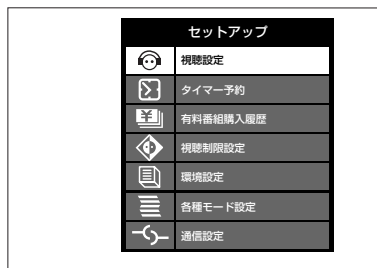 セットアップ
視聴設定
タイマー予約
有料番組購入履歴
視聴制限設定
環境設定
各種モード設定
通信設定